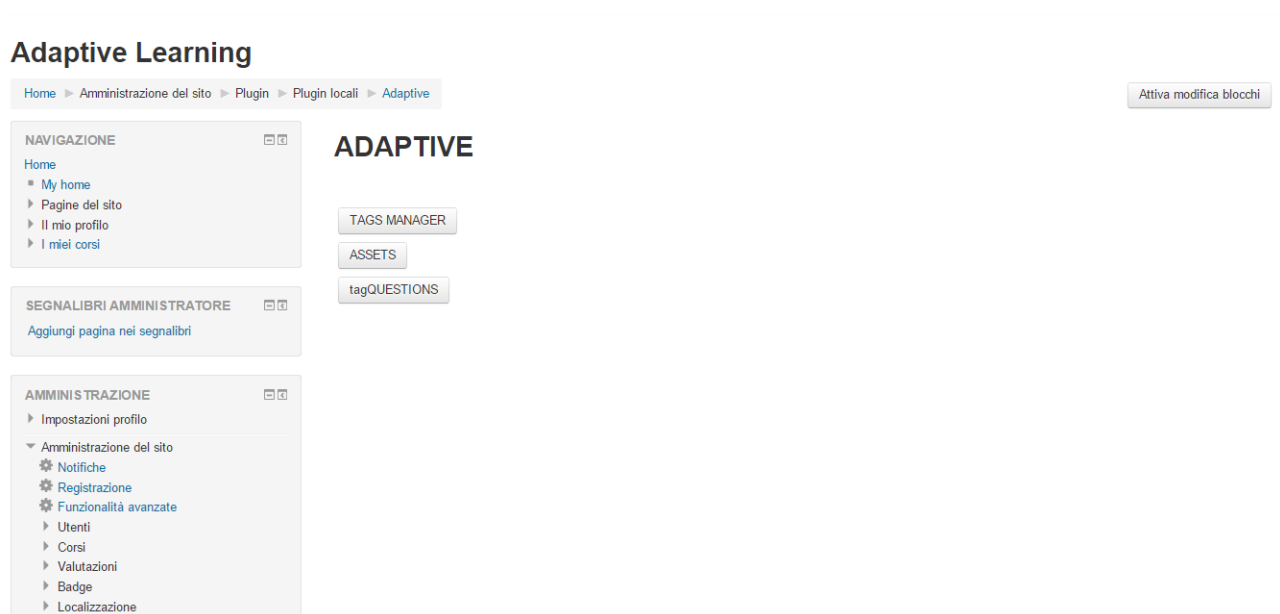 Adaptive Learning
Home Amministrazione del sito Plugin Plugin locali Adaptive
Attiva modifica blocchi
NAVIGAZIONE
Home
My home
Pagine del sito
Il mio profilo
I miei corsi
SEGNALIBRI AMMINISTRATORE
Aggiungi pagina nei segnalibri
AMMINISTRAZIONE
Impostazioni profilo
Amministrazione del sito
Notifiche
Registrazione
Funzionalità avanzate
Utenti
Corsi
Valutazioni
Badge
Localizzazione
ADAPTIVE
TAGS MANAGER
ASSETS
tagQUESTIONS